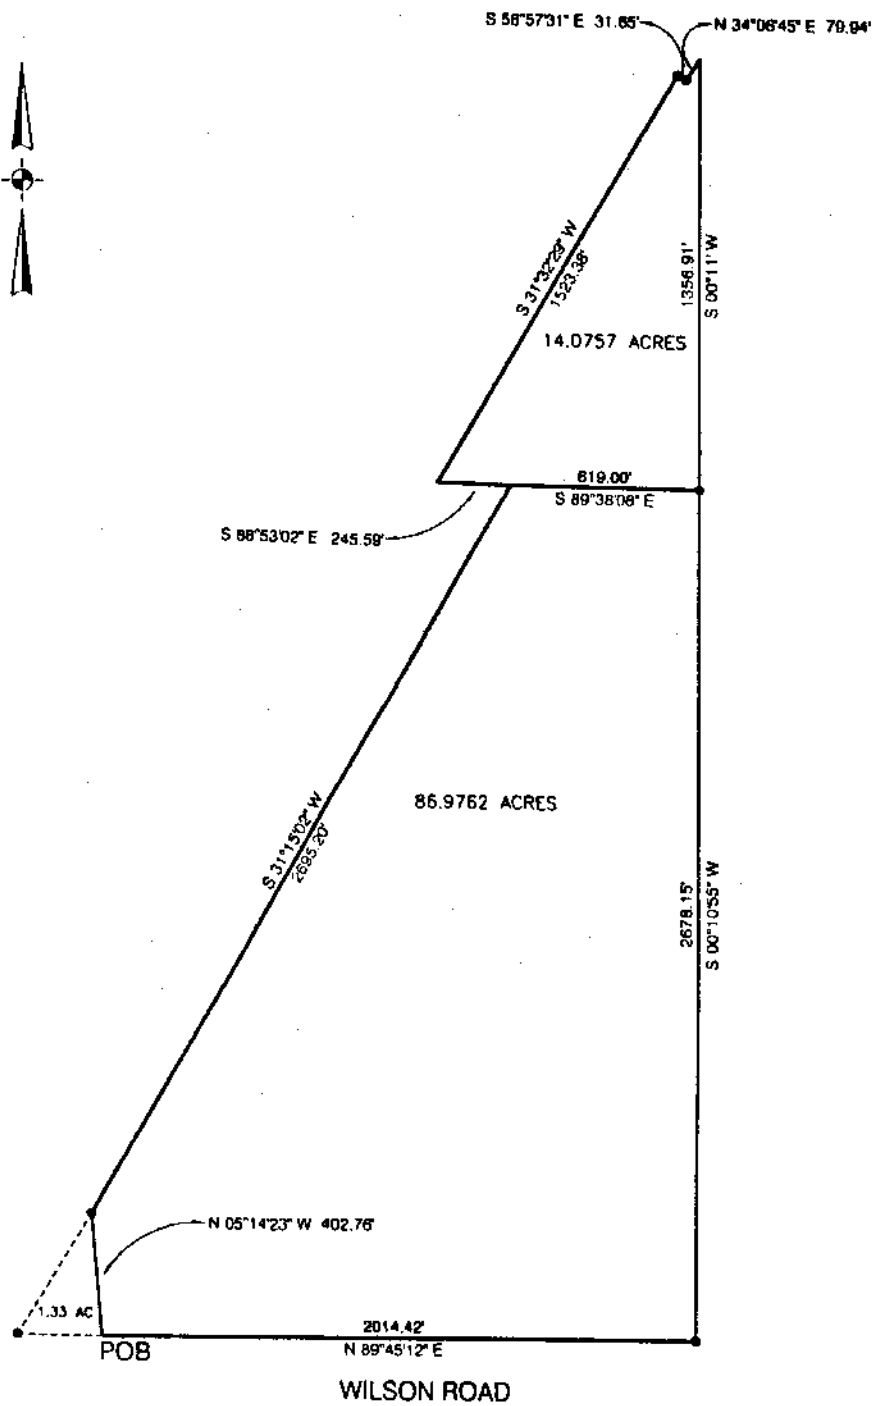 S 58°57'31" E 31.65'
N 34°06'45" E 79.94'
S 31°32'29" W
1523.38'
1356.91'
S 00°11' W
14.0757 ACRES
619.00'
S 89°38'08" E
S 88°53'02" E 245.59'
S 31°15'02" W
2695.20'
86.9762 ACRES
2678.15'
S 00°10'55" W
N 05°14'23" W 402.76'
1.33 AC
2014.42'
POB
N 89°45'12" E
WILSON ROAD